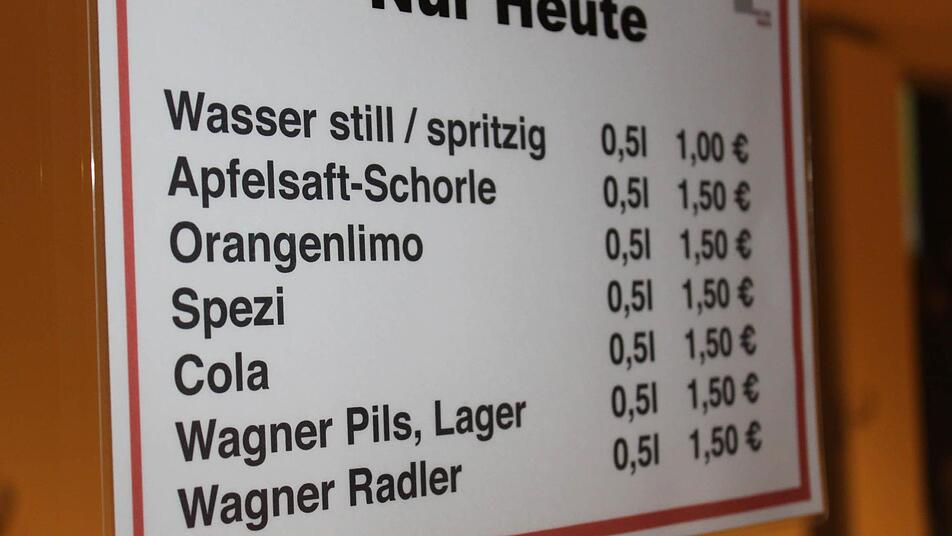 Nur Heute
Wasser still / spritzig 0,5l 1,00 €
Apfelsaft-Schorle 0,5l 1,50 €
Orangenlimo 0,5l 1,50 €
Spezi 0,5l 1,50 €
Cola 0,5l 1,50 €
Wagner Pils, Lager 0,5l 1,50 €
Wagner Radler 0,5l 1,50 €